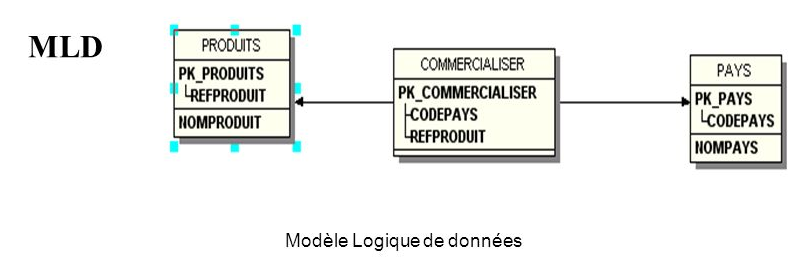 MLD
PRODUITS
PK_PRODUITS
REFPRODUIT
NOMPRODUIT
COMMERCIALISER
PK_COMMERCIALISER
CODEPAYS
REFPRODUIT
PAYS
PK_PAYS
CODEPAYS
NOMPAYS
Modèle Logique de données